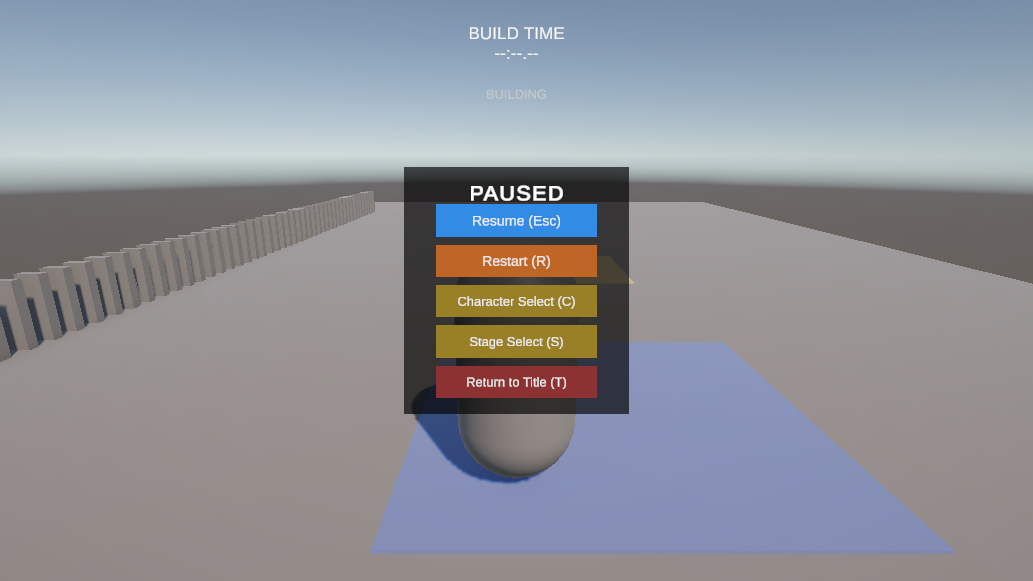 BUILD TIME
--:--.--
BUILDING
PAUSED
Resume (Esc)
Restart (R)
Character Select (C)
Stage Select (S)
Return to Title (T)